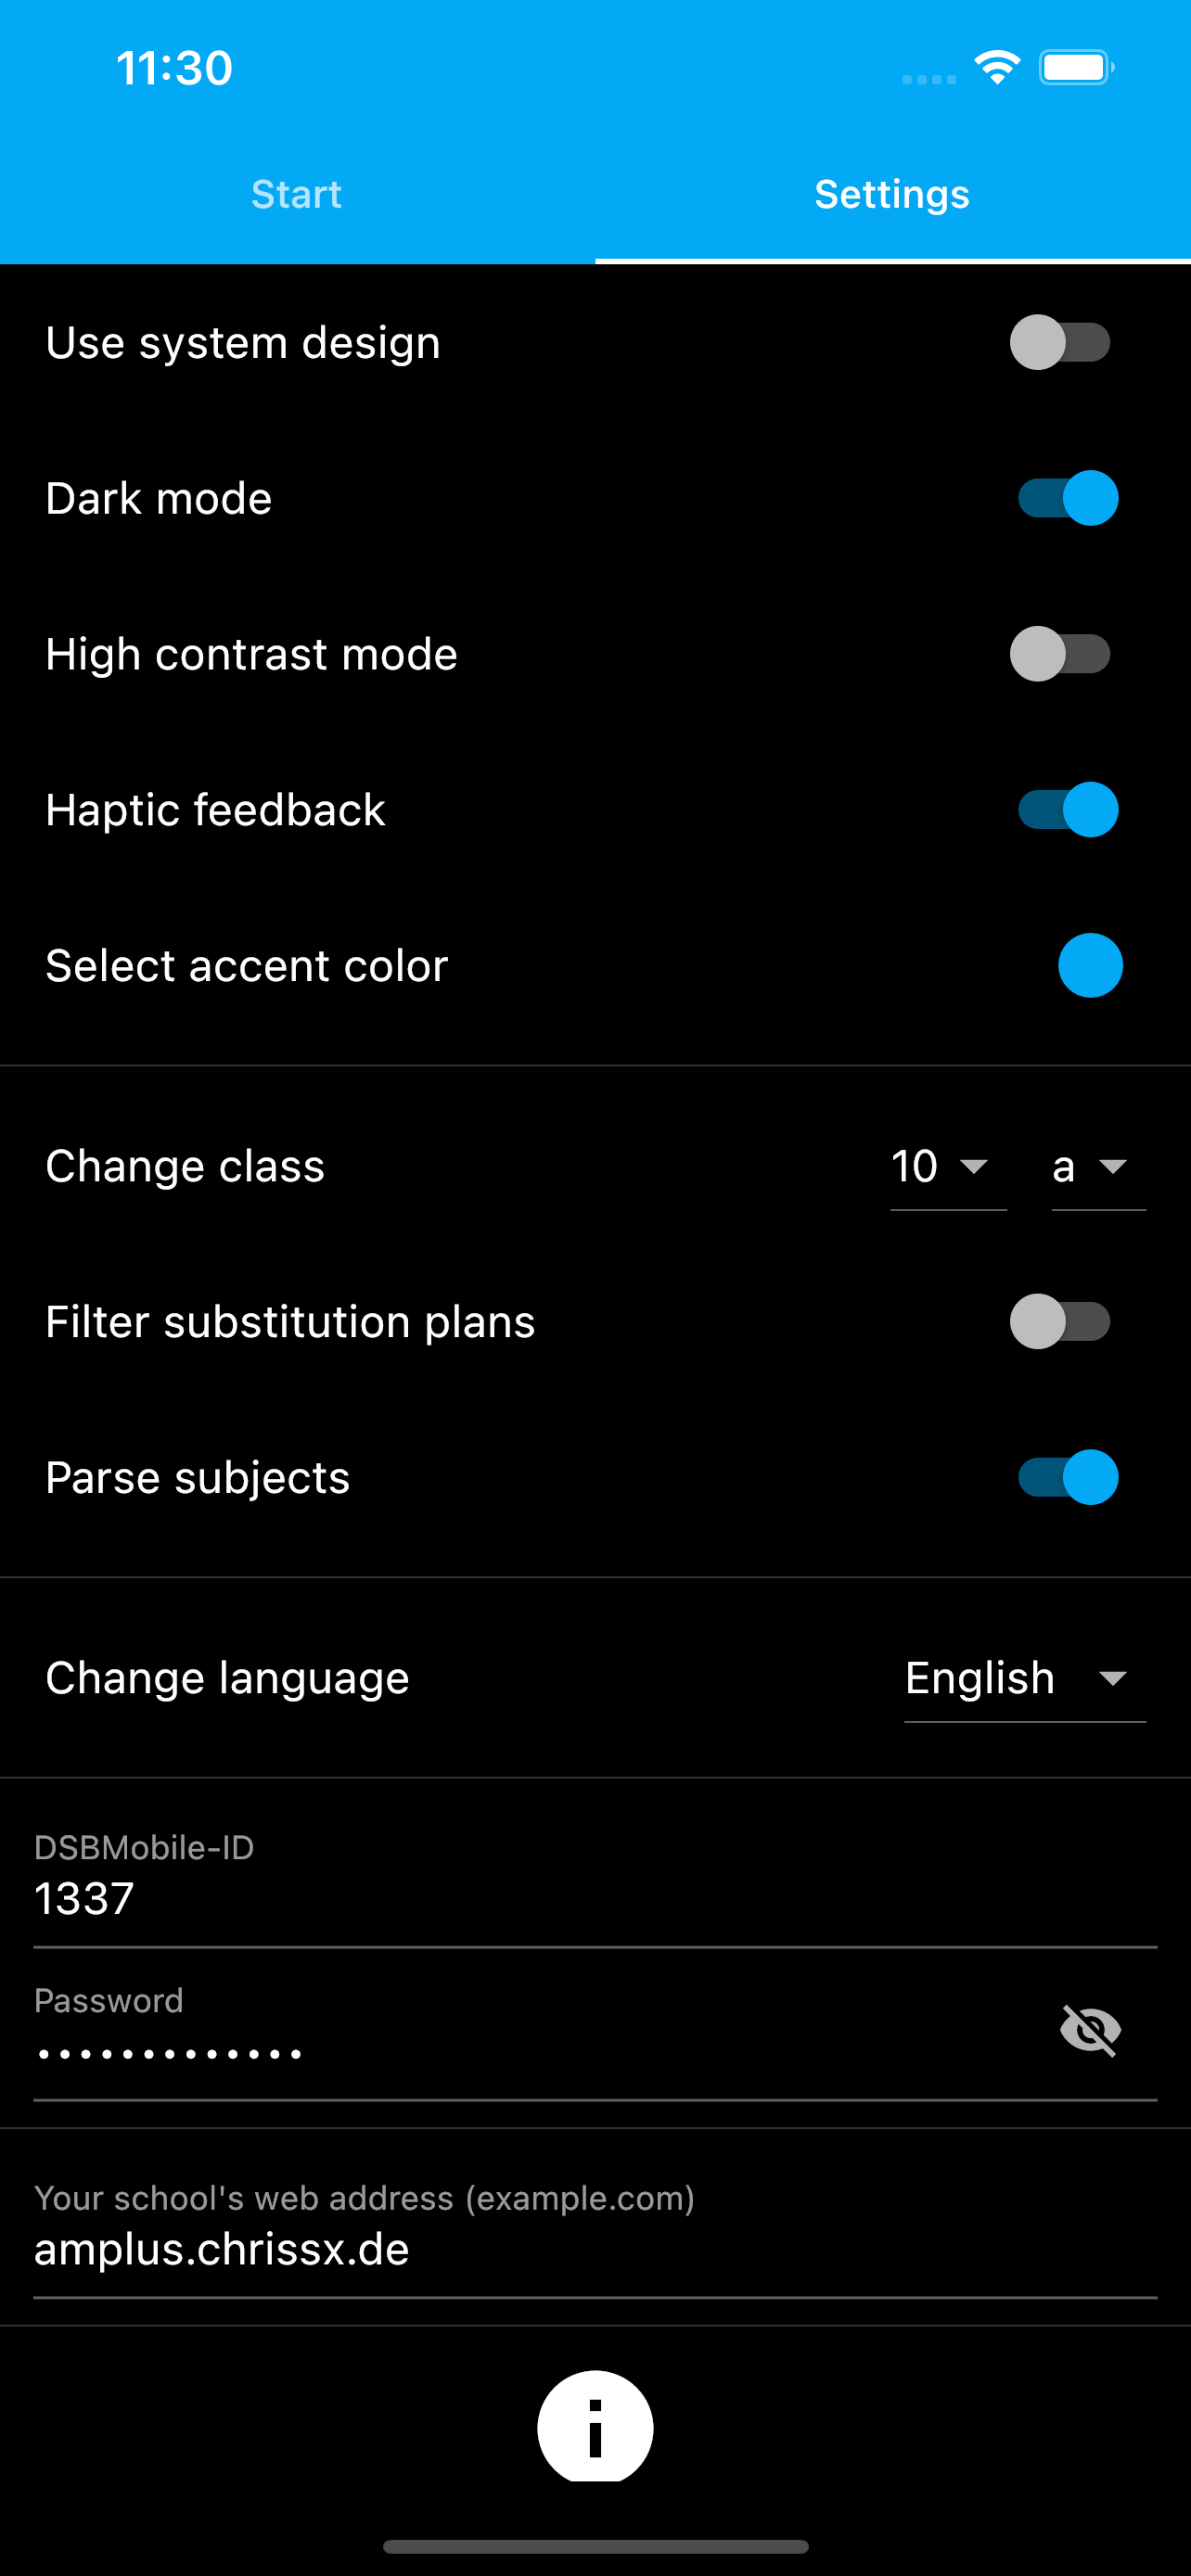 11:30
Start Settings
Use system design
Dark mode
High contrast mode
Haptic feedback
Select accent color
Change class 10 a
Filter substitution plans
Parse subjects
Change language English
DSBMobile-ID
1337
Password
•••••••••••••
Your school's web address (example.com)
amplus.chrissx.de